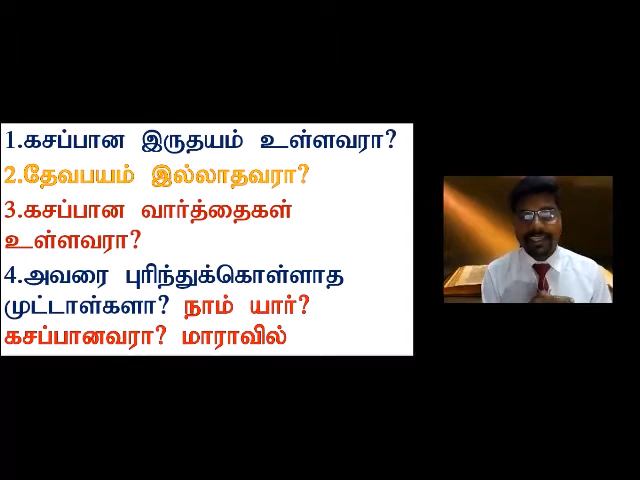 1.கசப்பான இருதயம் உள்ளவரா?
2.தேவபயம் இல்லாதவரா?
3.கசப்பான வார்த்தைகள்
உள்ளவரா?
4.அவரை புரிந்துக்கொள்ளாத
முட்டாள்களா? நாம் யார்?
கசப்பானவரா? மாராவில்